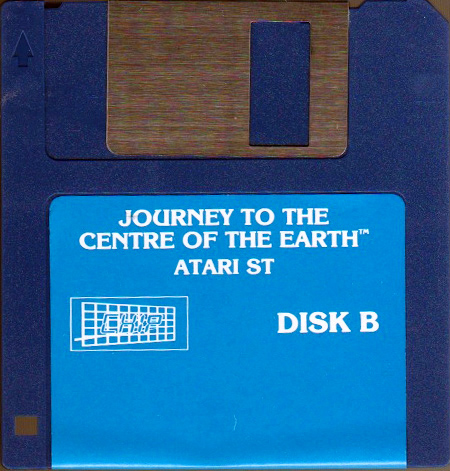 JOURNEY TO THE
CENTRE OF THE EARTH™
ATARI ST
CHIP
DISK B